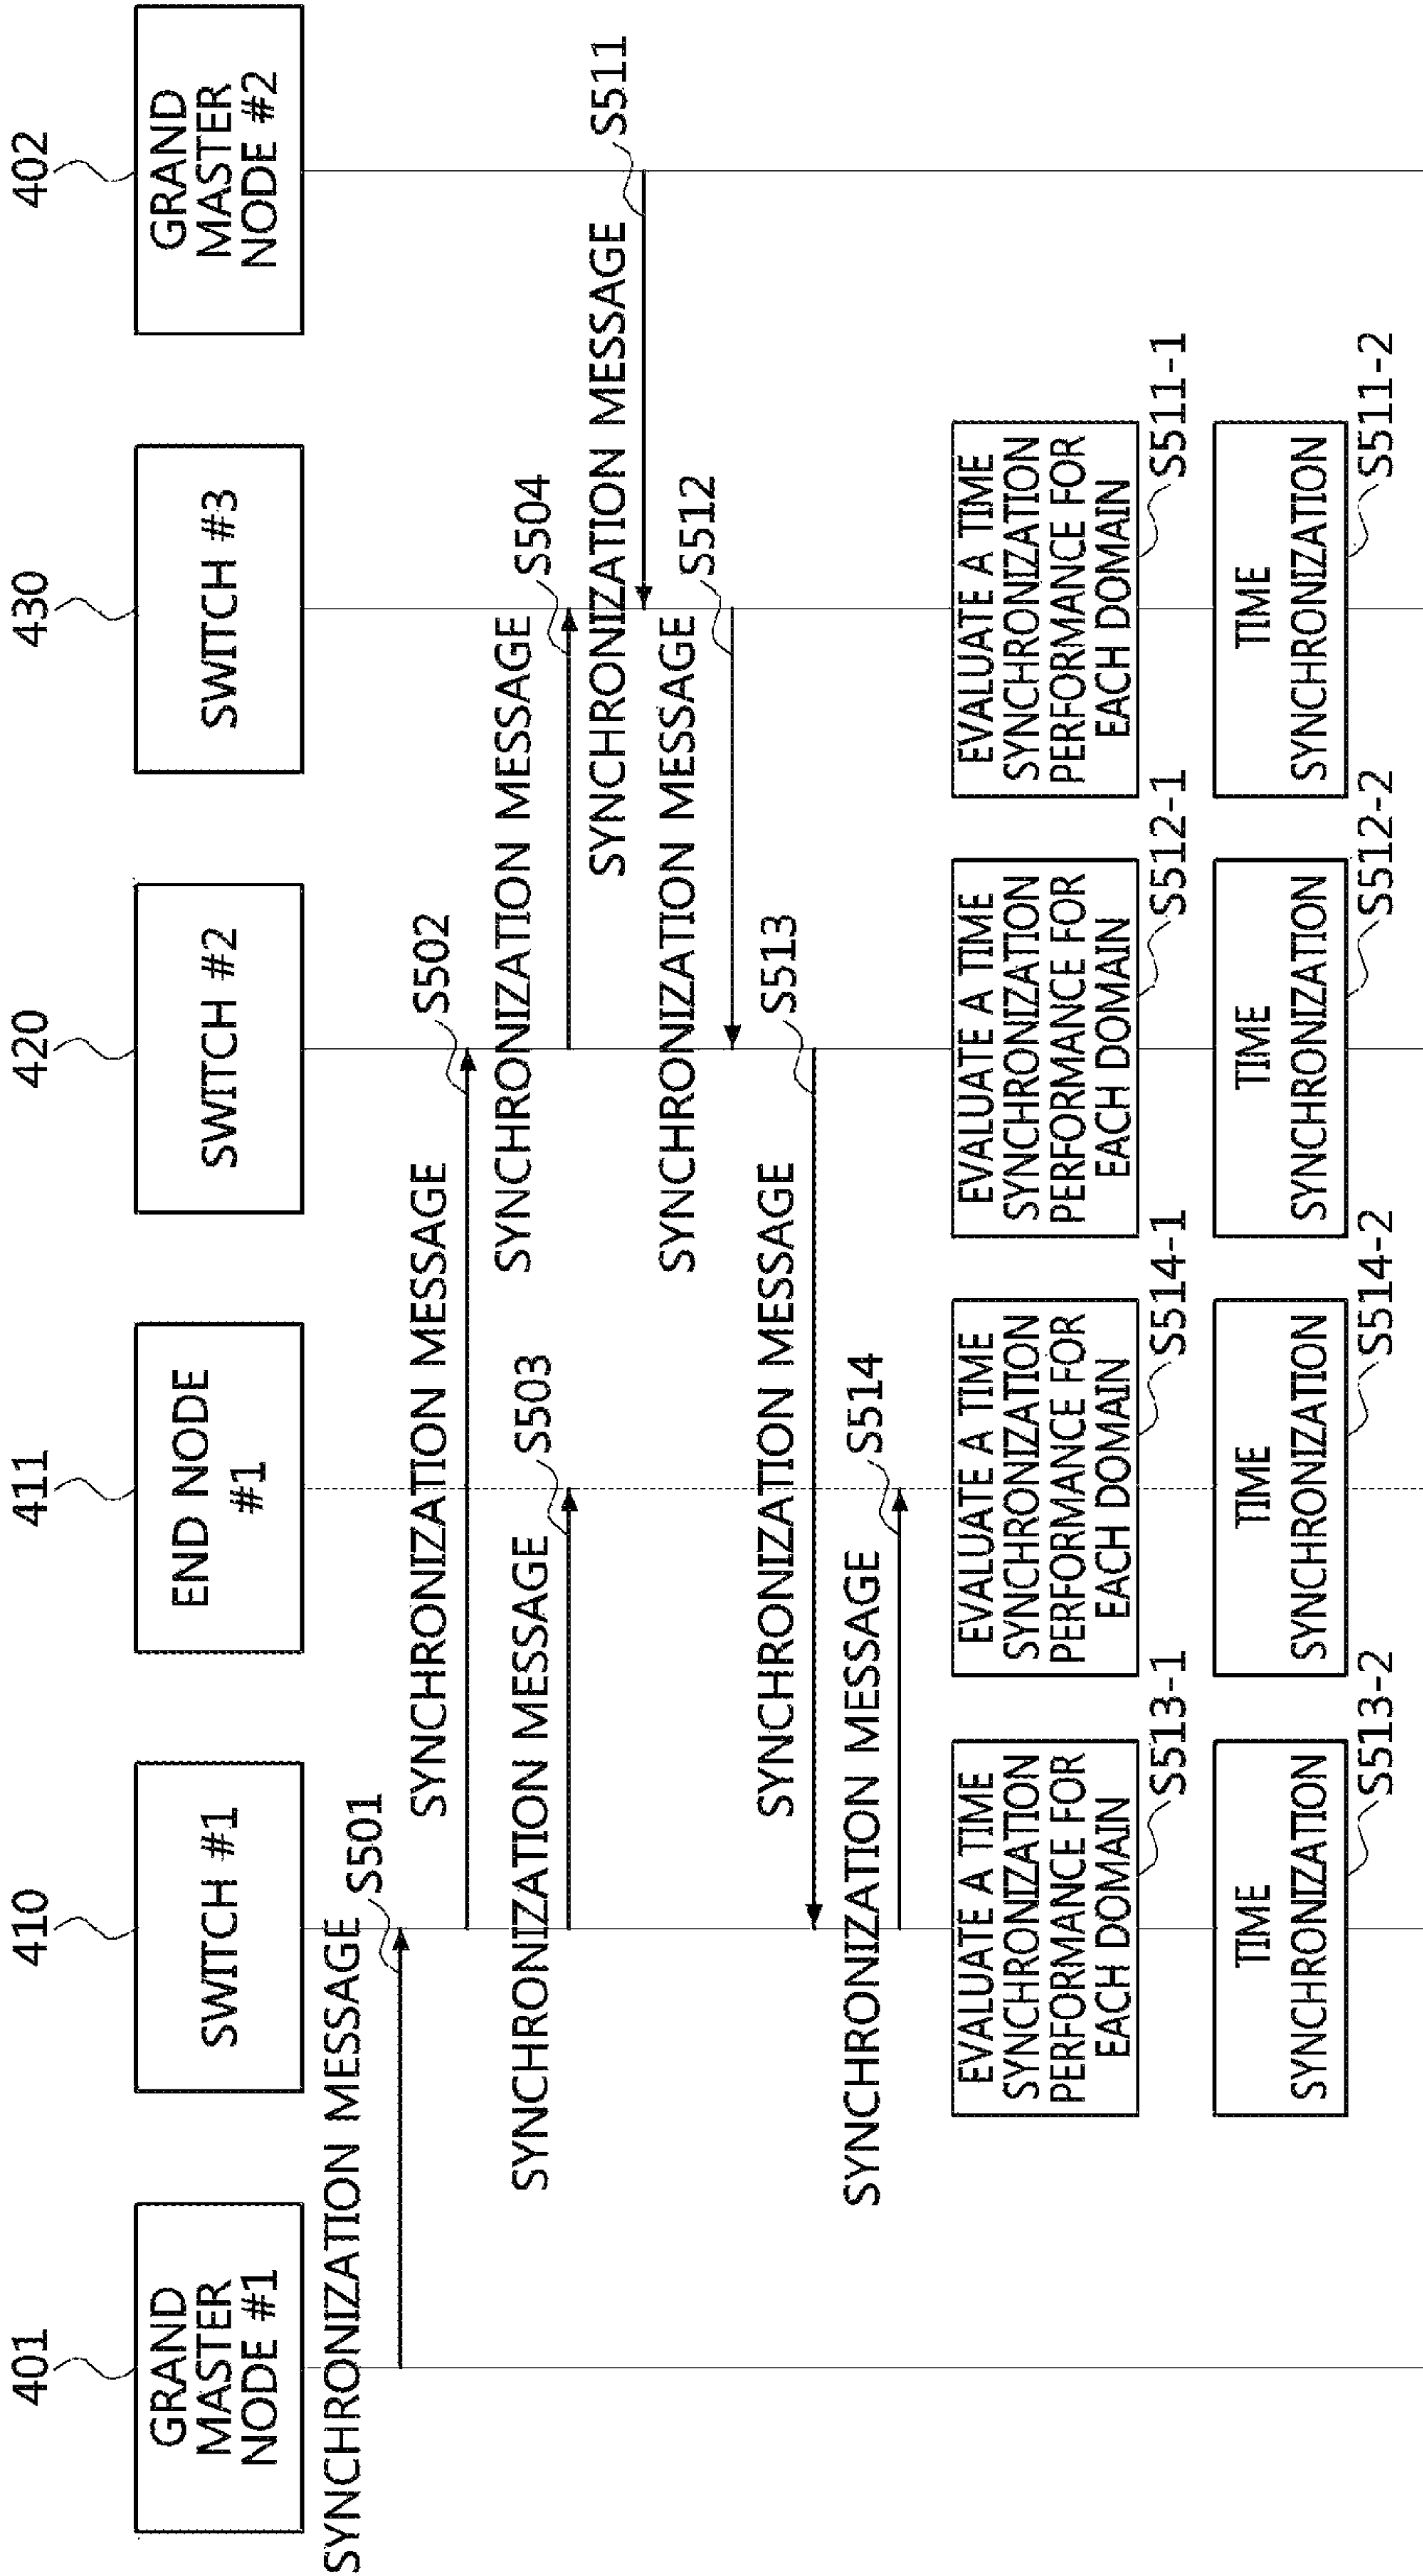 401
410
411
420
430
402
GRAND
MASTER
NODE #1
SWITCH #1
END NODE
#1
SWITCH #2
SWITCH #3
GRAND
MASTER
NODE #2
SYNCHRONIZATION MESSAGE
S501
SYNCHRONIZATION MESSAGE
S502
SYNCHRONIZATION MESSAGE
S503
SYNCHRONIZATION MESSAGE
S504
SYNCHRONIZATION MESSAGE
S511
SYNCHRONIZATION MESSAGE
S512
SYNCHRONIZATION MESSAGE
S513
SYNCHRONIZATION MESSAGE
S514
EVALUATE A TIME
SYNCHRONIZATION
PERFORMANCE FOR
EACH DOMAIN
S513-1
EVALUATE A TIME
SYNCHRONIZATION
PERFORMANCE FOR
EACH DOMAIN
S514-1
EVALUATE A TIME
SYNCHRONIZATION
PERFORMANCE FOR
EACH DOMAIN
S512-1
EVALUATE A TIME
SYNCHRONIZATION
PERFORMANCE FOR
EACH DOMAIN
S511-1
TIME
SYNCHRONIZATION
S513-2
TIME
SYNCHRONIZATION
S514-2
TIME
SYNCHRONIZATION
S512-2
TIME
SYNCHRONIZATION
S511-2